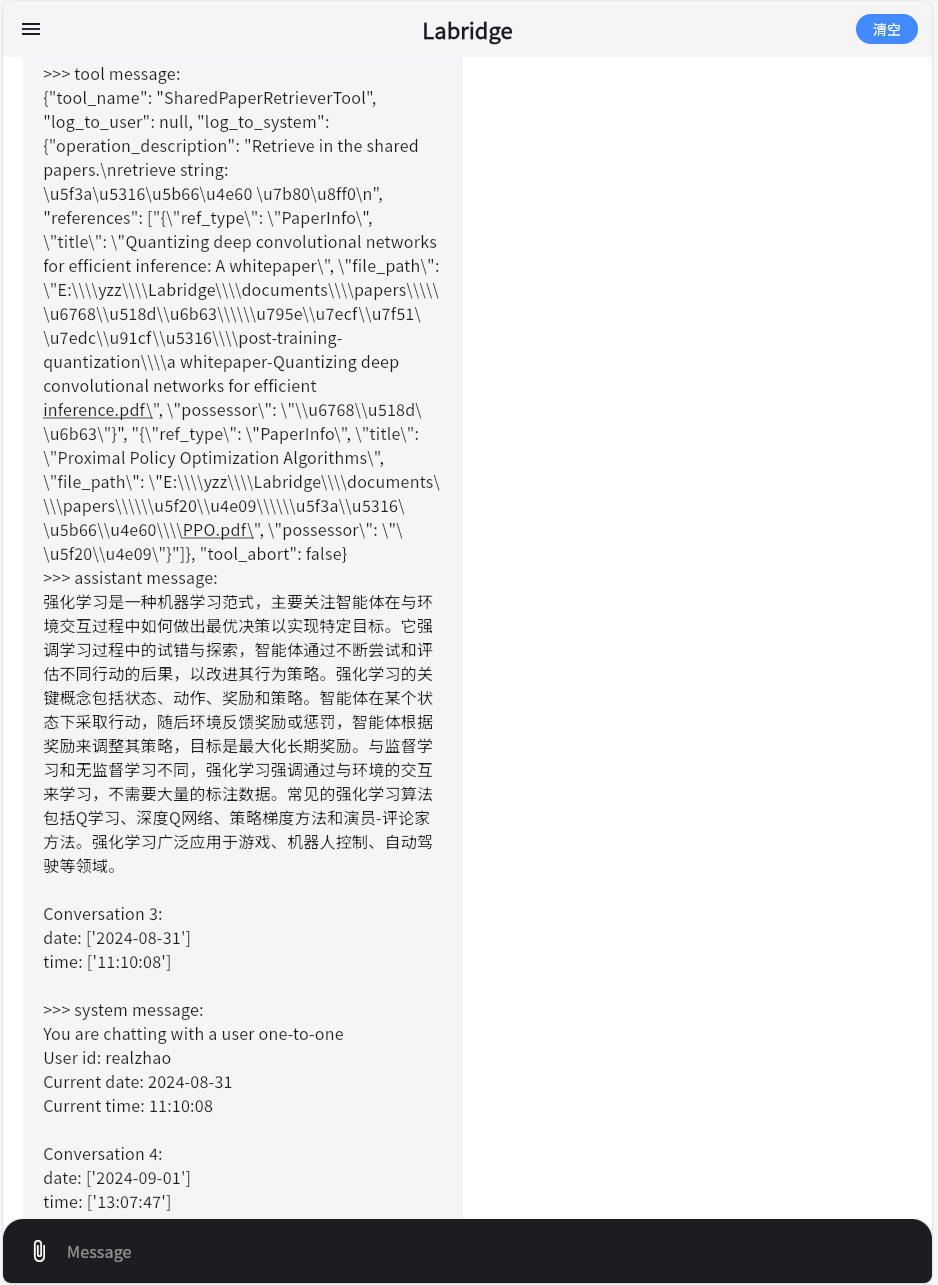 Labridge
清空
>>> tool message:
{"tool_name": "SharedPaperRetrieverTool",
"log_to_user": null, "log_to_system":
{"operation_description": "Retrieve in the shared
papers.\nretrieve string:
\u5f3a\u5316\u5b66\u4e60 \u7b80\u8ff0\n",
"references": ["{\"ref_type\": \"PaperInfo\",
\"title\": \"Quantizing deep convolutional networks
for efficient inference: A whitepaper\", \"file_path\":
\"E:\\\\yzz\\\\Labridge\\\\documents\\\\papers\\\\\
\u6768\\u518d\\u6b63\\\\\\u795e\\u7ecf\\u7f51\
\u7edc\\u91cf\\u5316\\\\post-training-
quantization\\\\a whitepaper-Quantizing deep
convolutional networks for efficient
inference.pdf\", \"possessor\": \"\\u6768\\u518d\
\u6b63\"}", "{\"ref_type\": \"PaperInfo\", \"title\":
\"Proximal Policy Optimization Algorithms\",
\"file_path\": \"E:\\\\yzz\\\\Labridge\\\\documents\
\\\papers\\\\\\u5f20\\u4e09\\\\\\u5f3a\\u5316\
\u5b66\\u4e60\\\\PPO.pdf\", \"possessor\": \"\
\u5f20\\u4e09\"}"]}, "tool_abort": false}
>>> assistant message:
强化学习是一种机器学习范式，主要关注智能体在与环
境交互过程中如何做出最优决策以实现特定目标。它强
调学习过程中的试错与探索，智能体通过不断尝试和评
估不同行动的后果，以改进其行为策略。强化学习的关
键概念包括状态、动作、奖励和策略。智能体在某个状
态下采取行动，随后环境反馈奖励或惩罚，智能体根据
奖励来调整其策略，目标是最大化长期奖励。与监督学
习和无监督学习不同，强化学习强调通过与环境的交互
来学习，不需要大量的标注数据。常见的强化学习算法
包括Q学习、深度Q网络、策略梯度方法和演员-评论家
方法。强化学习广泛应用于游戏、机器人控制、自动驾
驶等领域。
Conversation 3:
date: ['2024-08-31']
time: ['11:10:08']
>>> system message:
You are chatting with a user one-to-one
User id: realzhao
Current date: 2024-08-31
Current time: 11:10:08
Conversation 4:
date: ['2024-09-01']
time: ['13:07:47']
Message